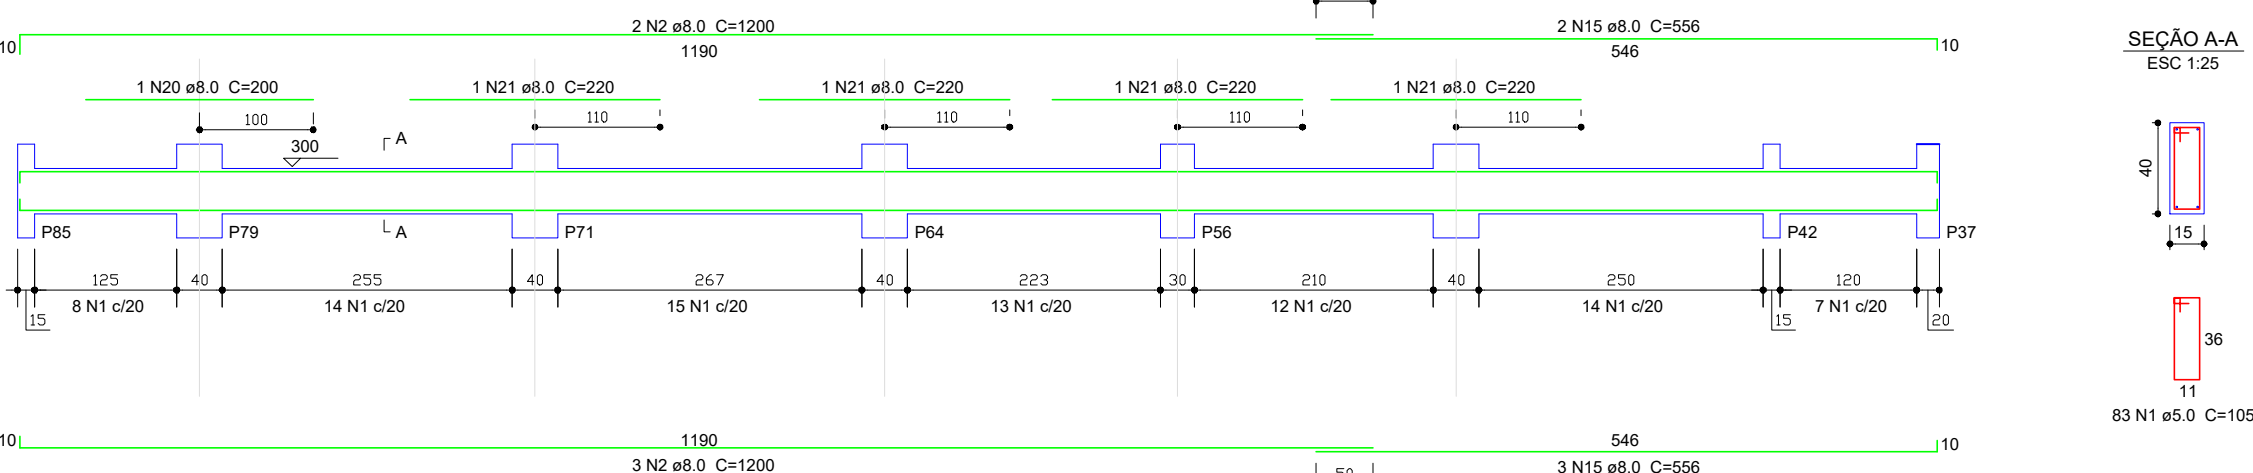 2 N2 ø8.0 C=1200
2 N15 ø8.0 C=556
10
1190
546
10
SEÇÃO A-A
ESC 1:25
1 N20 ø8.0 C=200
1 N21 ø8.0 C=220
1 N21 ø8.0 C=220
1 N21 ø8.0 C=220
1 N21 ø8.0 C=220
100
110
110
110
110
A
300
40
15
A
P85
P79
P71
P64
P56
P42
P37
125
40
255
40
267
40
223
30
210
40
250
120
8 N1 c/20
14 N1 c/20
15 N1 c/20
13 N1 c/20
12 N1 c/20
14 N1 c/20
7 N1 c/20
15
15
20
36
11
83 N1 ø5.0 C=105
10
1190
546
10
3 N2 ø8.0 C=1200
50
3 N15 ø8.0 C=556